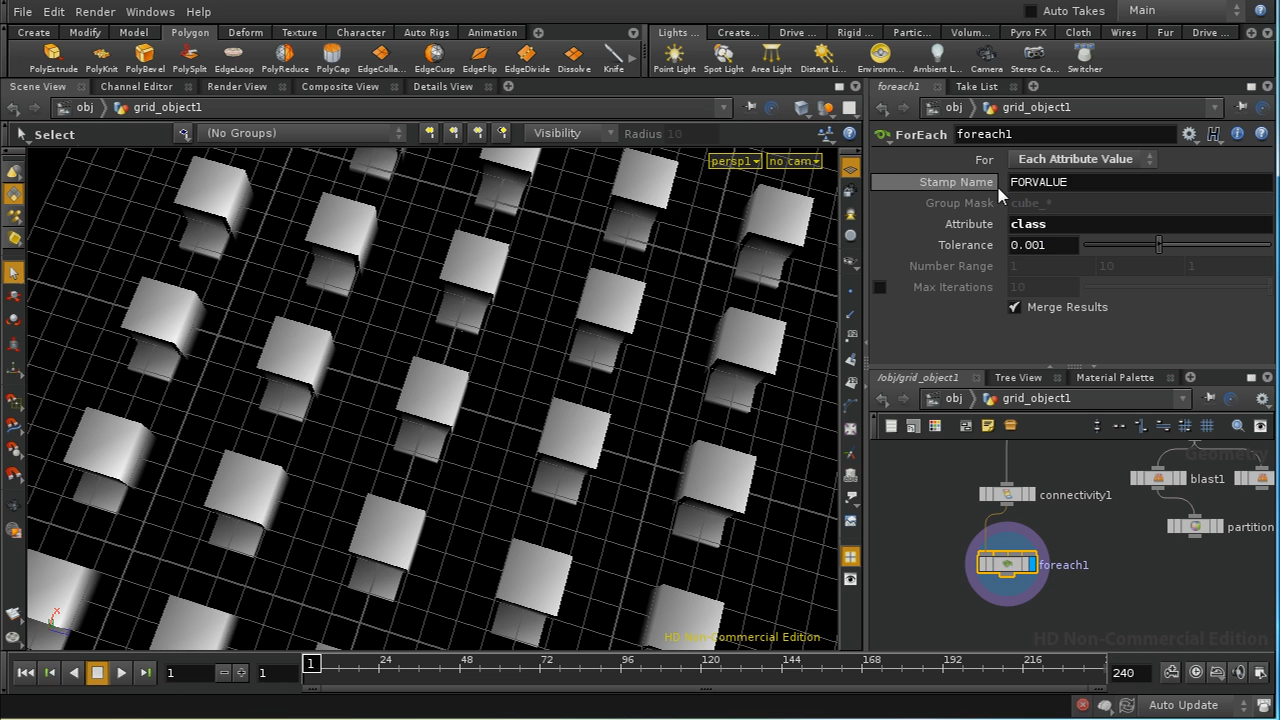 File Edit Render Windows Help
Auto Takes Main
Create Modify Model Polygon Deform Texture Character Auto Rigs Animation
Lights ... Create... Drive ... Rigid ... Partic... Volum... Pyro FX Cloth Wires Fur Drive ...
PolyExtrude PolyKnit PolyBevel PolySplit EdgeLoop PolyReduce PolyCap EdgeColla... EdgeCusp EdgeFlip EdgeDivide Dissolve Knife
Point Light Spot Light Area Light Distant Li... Environm... Ambient L... Camera Stereo Ca... Switcher
Scene View Channel Editor Render View Composite View Details View
foreach1 Take List
obj grid_object1
obj grid_object1
Select (No Groups) Visibility Radius 10
ForEach foreach1
persp1 no cam
For Each Attribute Value
Stamp Name FORVALUE
Group Mask cube_*
Attribute class
Tolerance 0.001
Number Range 1 10 1
Max Iterations 10
Merge Results
/obj/grid_object1 Tree View Material Palette
obj grid_object1
Geometry
blast1
connectivity1
partition
foreach1
HD Non-Commercial Edition
HD Non-Commercial Edition
1 1 1 24 48 72 96 120 144 168 192 216 240
Auto Update